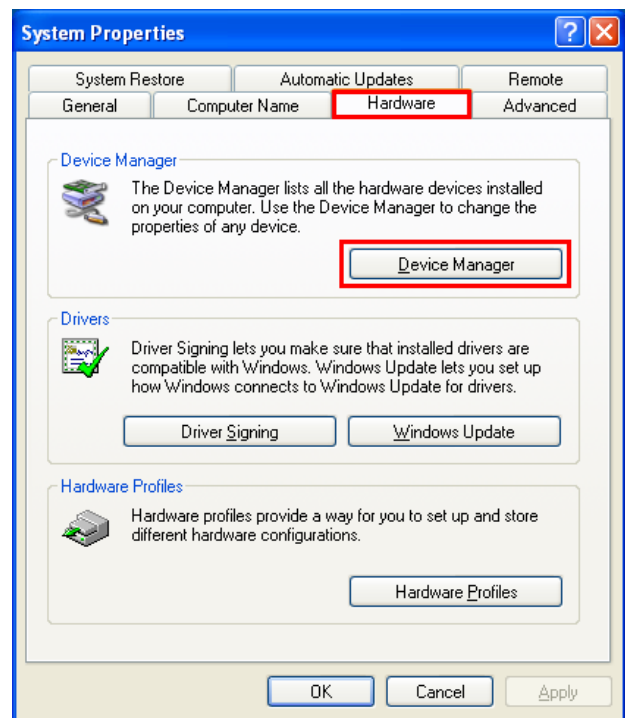 System Properties
System Restore Automatic Updates Remote
General Computer Name Hardware Advanced
Device Manager
The Device Manager lists all the hardware devices installed
on your computer. Use the Device Manager to change the
properties of any device.
Device Manager
Drivers
Driver Signing lets you make sure that installed drivers are
compatible with Windows. Windows Update lets you set up
how Windows connects to Windows Update for drivers.
Driver Signing Windows Update
Hardware Profiles
Hardware profiles provide a way for you to set up and store
different hardware configurations.
Hardware Profiles
OK Cancel Apply